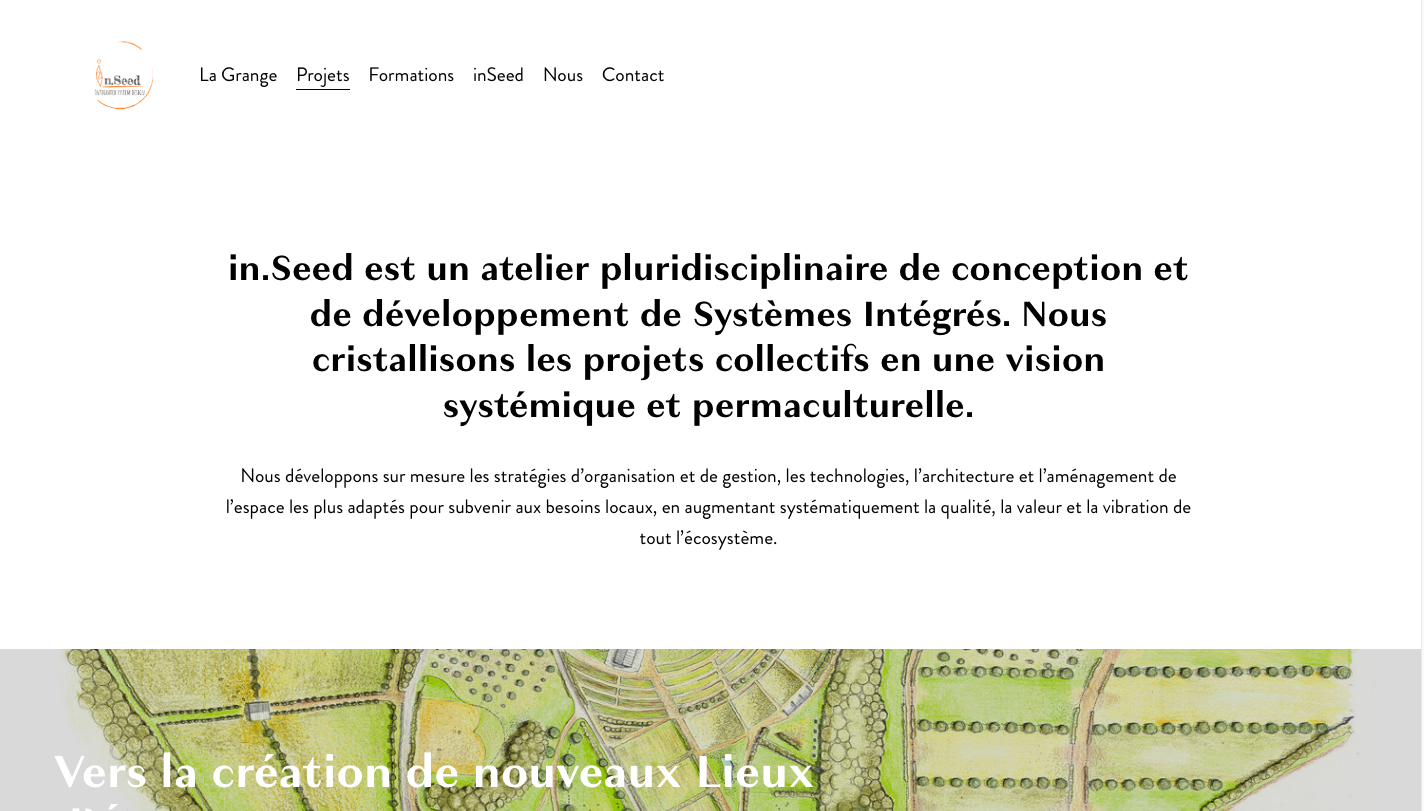 in.Seed
INTEGRATED SYSTEM DESIGN
La Grange
Projets
Formations
inSeed
Nous
Contact
in.Seed est un atelier pluridisciplinaire de conception et
de développement de Systèmes Intégrés. Nous
cristallisons les projets collectifs en une vision
systémique et permaculturelle.
Nous développons sur mesure les stratégies d’organisation et de gestion, les technologies, l’architecture et l’aménagement de
l’espace les plus adaptés pour subvenir aux besoins locaux, en augmentant systématiquement la qualité, la valeur et la vibration de
tout l’écosystème.
Vers la création de nouveaux Lieux